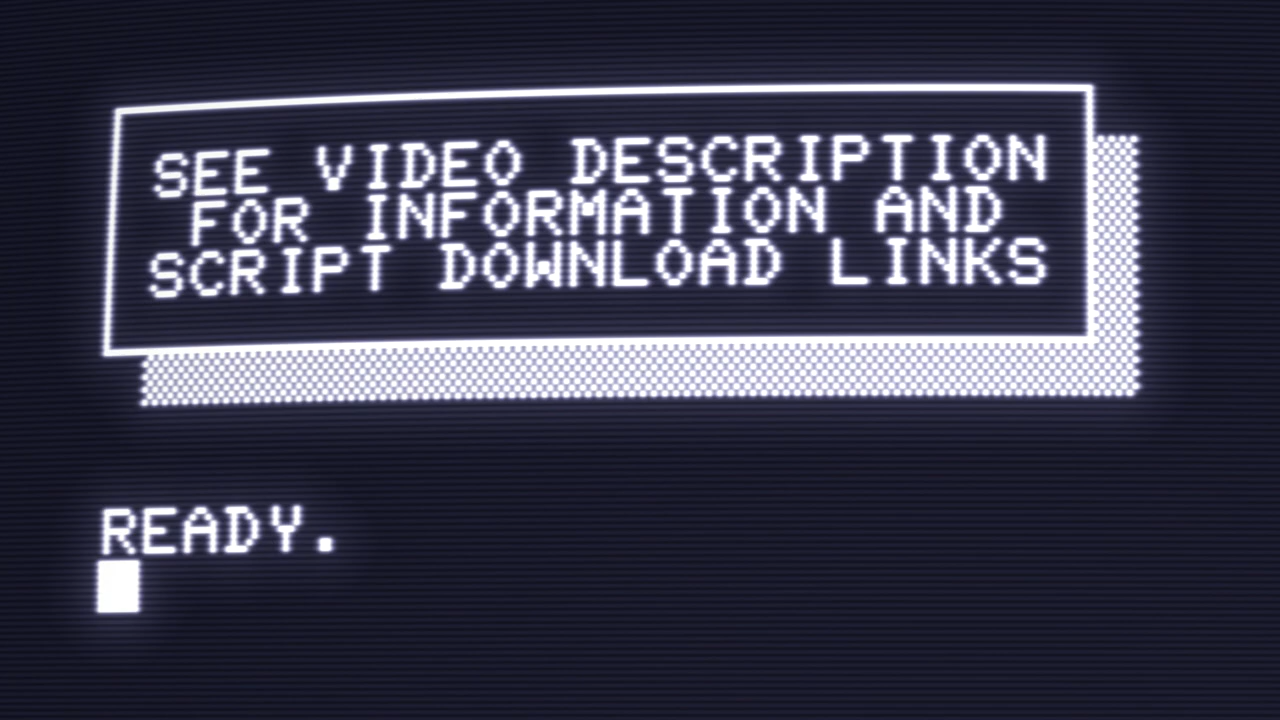 SEE VIDEO DESCRIPTION
FOR INFORMATION AND
SCRIPT DOWNLOAD LINKS
READY.